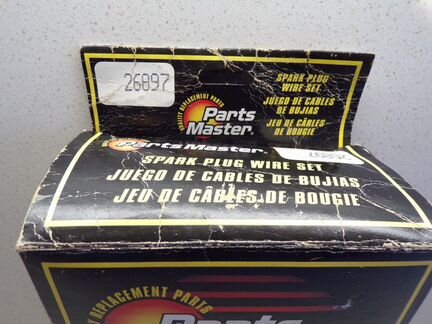 26897
QUALITY REPLACEMENT PARTS
Parts
Master
SPARK PLUG
WIRE SET
JUEGO DE CABLES
DE BUJIAS
JEU DE CÂBLES
DE BOUGIE
Parts Master
SPARK PLUG WIRE SET
JUEGO DE CABLES DE BUJIAS
JEU DE CÂBLES DE BOUGIE
REPLACEMENT PARTS
Parts